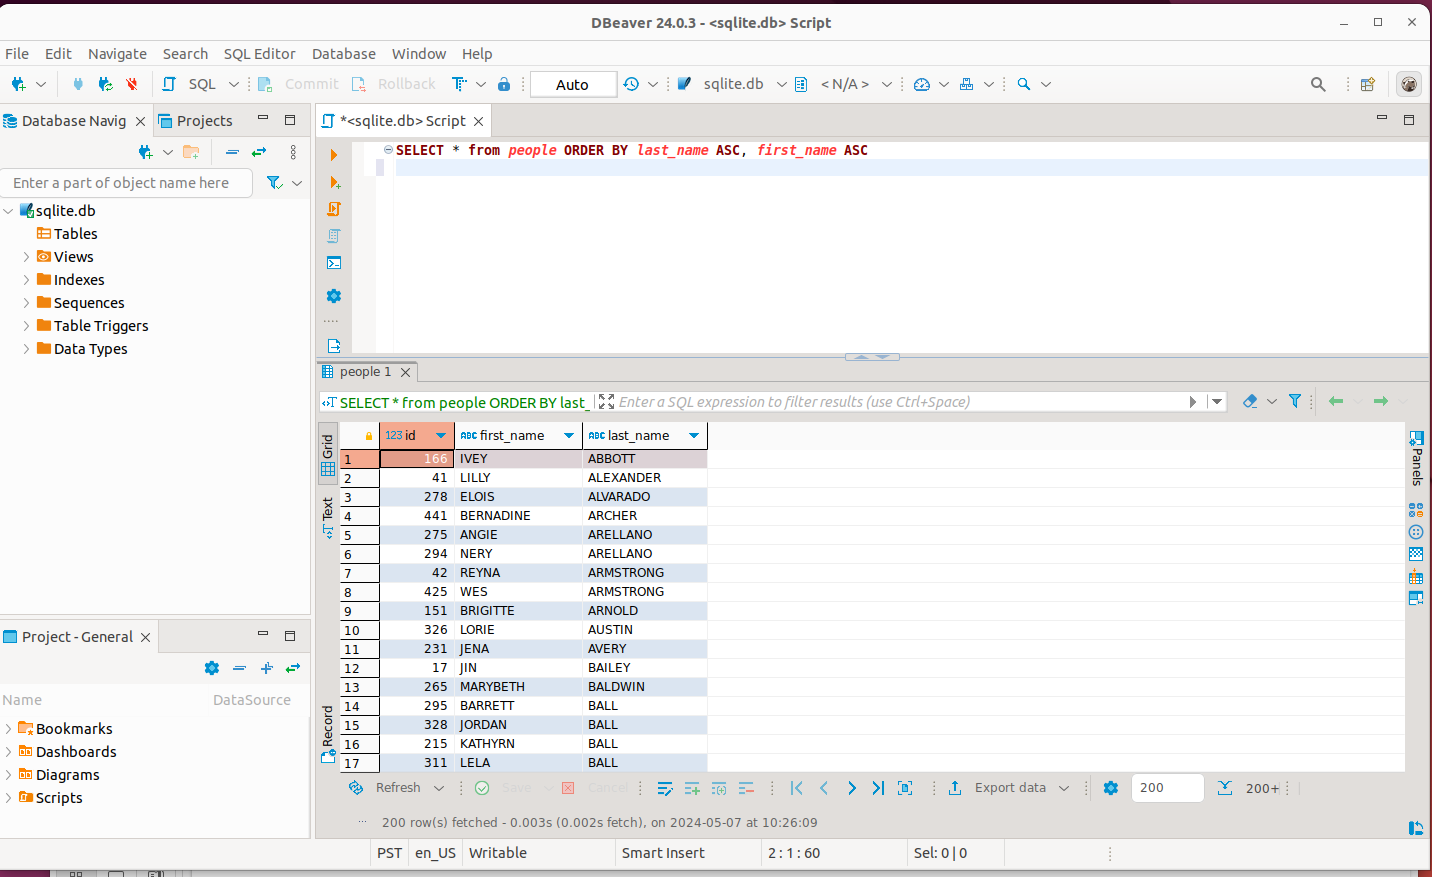 DBeaver 24.0.3 - <sqlite.db> Script
File Edit Navigate Search SQL Editor Database Window Help
SQL Commit Rollback Auto sqlite.db < N/A >
Database Navig Projects
*<sqlite.db> Script
Enter a part of object name here
sqlite.db
Tables
Views
Indexes
Sequences
Table Triggers
Data Types
SELECT * from people ORDER BY last_name ASC, first_name ASC
people 1
SELECT * from people ORDER BY last_ Enter a SQL expression to filter results (use Ctrl+Space)
Grid
Text
Record
123 id ABC first_name ABC last_name
1 166 IVEY ABBOTT
2 41 LILLY ALEXANDER
3 278 ELOIS ALVARADO
4 441 BERNADINE ARCHER
5 275 ANGIE ARELLANO
6 294 NERY ARELLANO
7 42 REYNA ARMSTRONG
8 425 WES ARMSTRONG
9 151 BRIGITTE ARNOLD
10 326 LORIE AUSTIN
11 231 JENA AVERY
12 17 JIN BAILEY
13 265 MARYBETH BALDWIN
14 295 BARRETT BALL
15 328 JORDAN BALL
16 215 KATHYRN BALL
17 311 LELA BALL
Panels
Refresh Save Cancel Export data 200 200+
200 row(s) fetched - 0.003s (0.002s fetch), on 2024-05-07 at 10:26:09
Project - General
Name DataSource
Bookmarks
Dashboards
Diagrams
Scripts
PST en_US Writable Smart Insert 2 : 1 : 60 Sel: 0 | 0